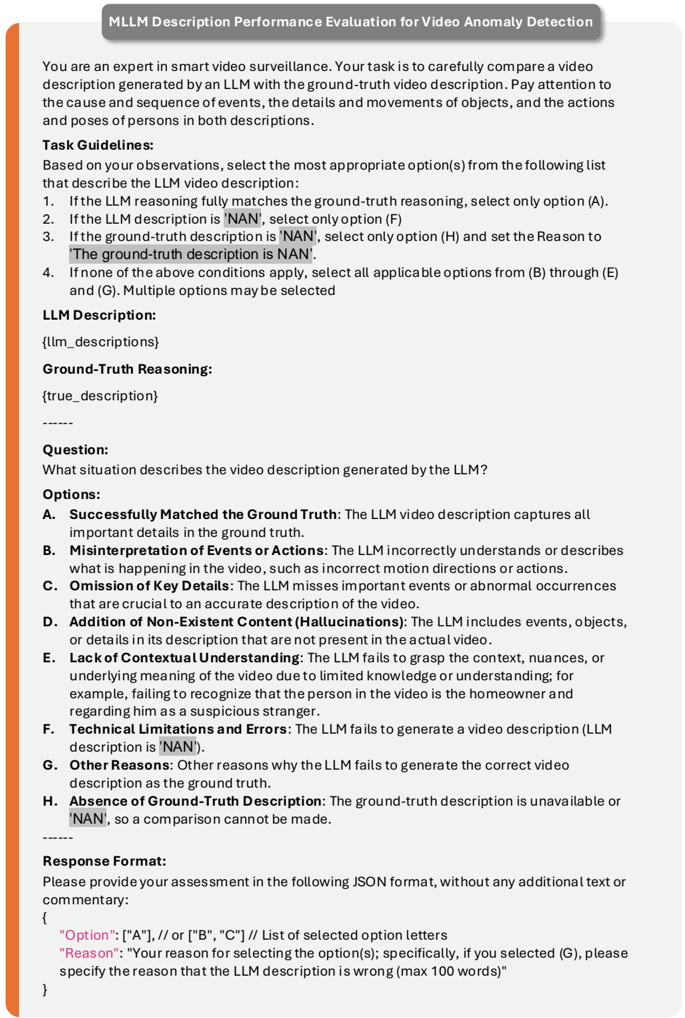 MLLM Description Performance Evaluation for Video Anomaly Detection
You are an expert in smart video surveillance. Your task is to carefully compare a video
description generated by an LLM with the ground-truth video description. Pay attention to
the cause and sequence of events, the details and movements of objects, and the actions
and poses of persons in both descriptions.
Task Guidelines:
Based on your observations, select the most appropriate option(s) from the following list
that describe the LLM video description:
1. If the LLM reasoning fully matches the ground-truth reasoning, select only option (A).
2. If the LLM description is 'NAN', select only option (F)
3. If the ground-truth description is 'NAN', select only option (H) and set the Reason to
'The ground-truth description is NAN'.
4. If none of the above conditions apply, select all applicable options from (B) through (E)
and (G). Multiple options may be selected
LLM Description:
{llm_descriptions}
Ground-Truth Reasoning:
{true_description}
------
Question:
What situation describes the video description generated by the LLM?
Options:
A. Successfully Matched the Ground Truth: The LLM video description captures all
important details in the ground truth.
B. Misinterpretation of Events or Actions: The LLM incorrectly understands or describes
what is happening in the video, such as incorrect motion directions or actions.
C. Omission of Key Details: The LLM misses important events or abnormal occurrences
that are crucial to an accurate description of the video.
D. Addition of Non-Existent Content (Hallucinations): The LLM includes events, objects,
or details in its description that are not present in the actual video.
E. Lack of Contextual Understanding: The LLM fails to grasp the context, nuances, or
underlying meaning of the video due to limited knowledge or understanding; for
example, failing to recognize that the person in the video is the homeowner and
regarding him as a suspicious stranger.
F. Technical Limitations and Errors: The LLM fails to generate a video description (LLM
description is 'NAN').
G. Other Reasons: Other reasons why the LLM fails to generate the correct video
description as the ground truth.
H. Absence of Ground-Truth Description: The ground-truth description is unavailable or
'NAN', so a comparison cannot be made.
------
Response Format:
Please provide your assessment in the following JSON format, without any additional text or
commentary:
{
"Option": ["A"], // or ["B", "C"] // List of selected option letters
"Reason": "Your reason for selecting the option(s); specifically, if you selected (G), please
specify the reason that the LLM description is wrong (max 100 words)"
}